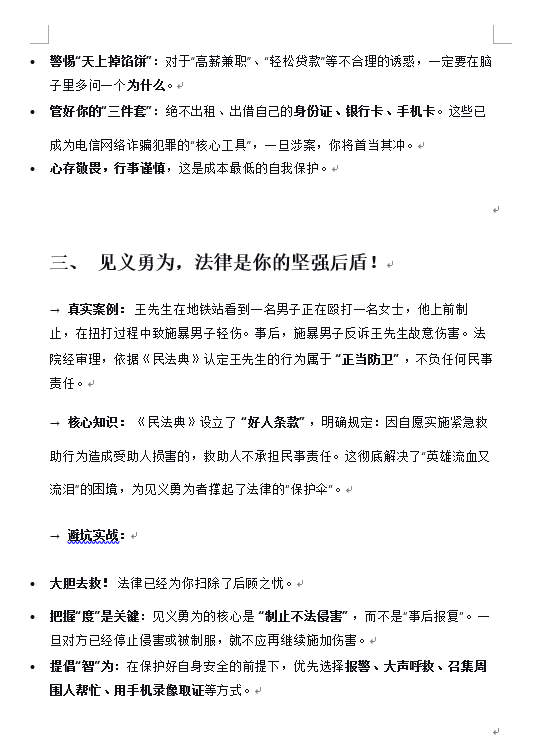 • 警惕“天上掉馅饼”：对于“高薪兼职”、“轻松贷款”等不合理的诱惑，一定要在脑
子里多问一个为什么。
• 管好你的“三件套”：绝不出租、出借自己的身份证、银行卡、手机卡。这些已
成为电信网络诈骗犯罪的“核心工具”，一旦涉案，你将首当其冲。
• 心存敬畏，行事谨慎，这是成本最低的自我保护。
三、 见义勇为，法律是你的坚强后盾！
→ 真实案例： 王先生在地铁站看到一名男子正在殴打一名女士，他上前制
止，在扭打过程中致施暴男子轻伤。事后，施暴男子反诉王先生故意伤害。法
院经审理，依据《民法典》认定王先生的行为属于“正当防卫”，不负任何民事
责任。
→ 核心知识： 《民法典》设立了“好人条款”，明确规定：因自愿实施紧急救
助行为造成受助人损害的，救助人不承担民事责任。这彻底解决了“英雄流血又
流泪”的困境，为见义勇为者撑起了法律的“保护伞”。
→ 避坑实战：
• 大胆去救！ 法律已经为你扫除了后顾之忧。
• 把握“度”是关键：见义勇为的核心是“制止不法侵害”，而不是“事后报复”。一
旦对方已经停止侵害或被制服，就不应再继续施加伤害。
• 提倡“智”为：在保护好自身安全的前提下，优先选择报警、大声呼救、召集周
围人帮忙、用手机录像取证等方式。